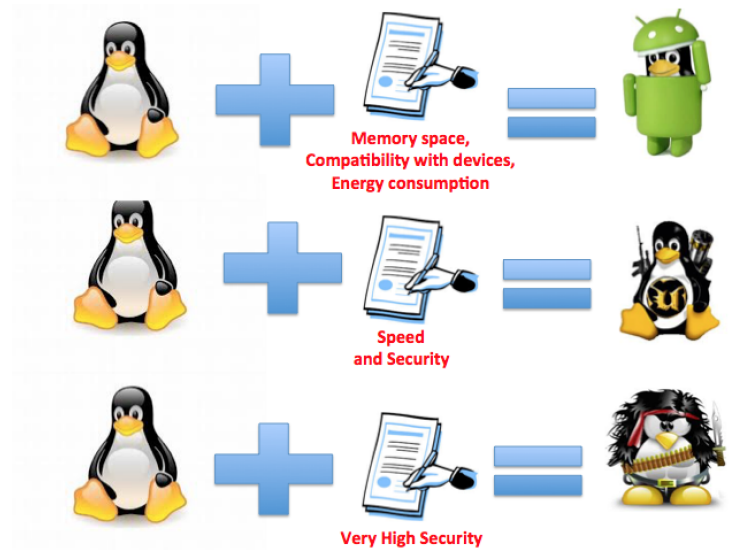 Memory space,
Compatibility with devices,
Energy consumption
Speed
and Security
Very High Security